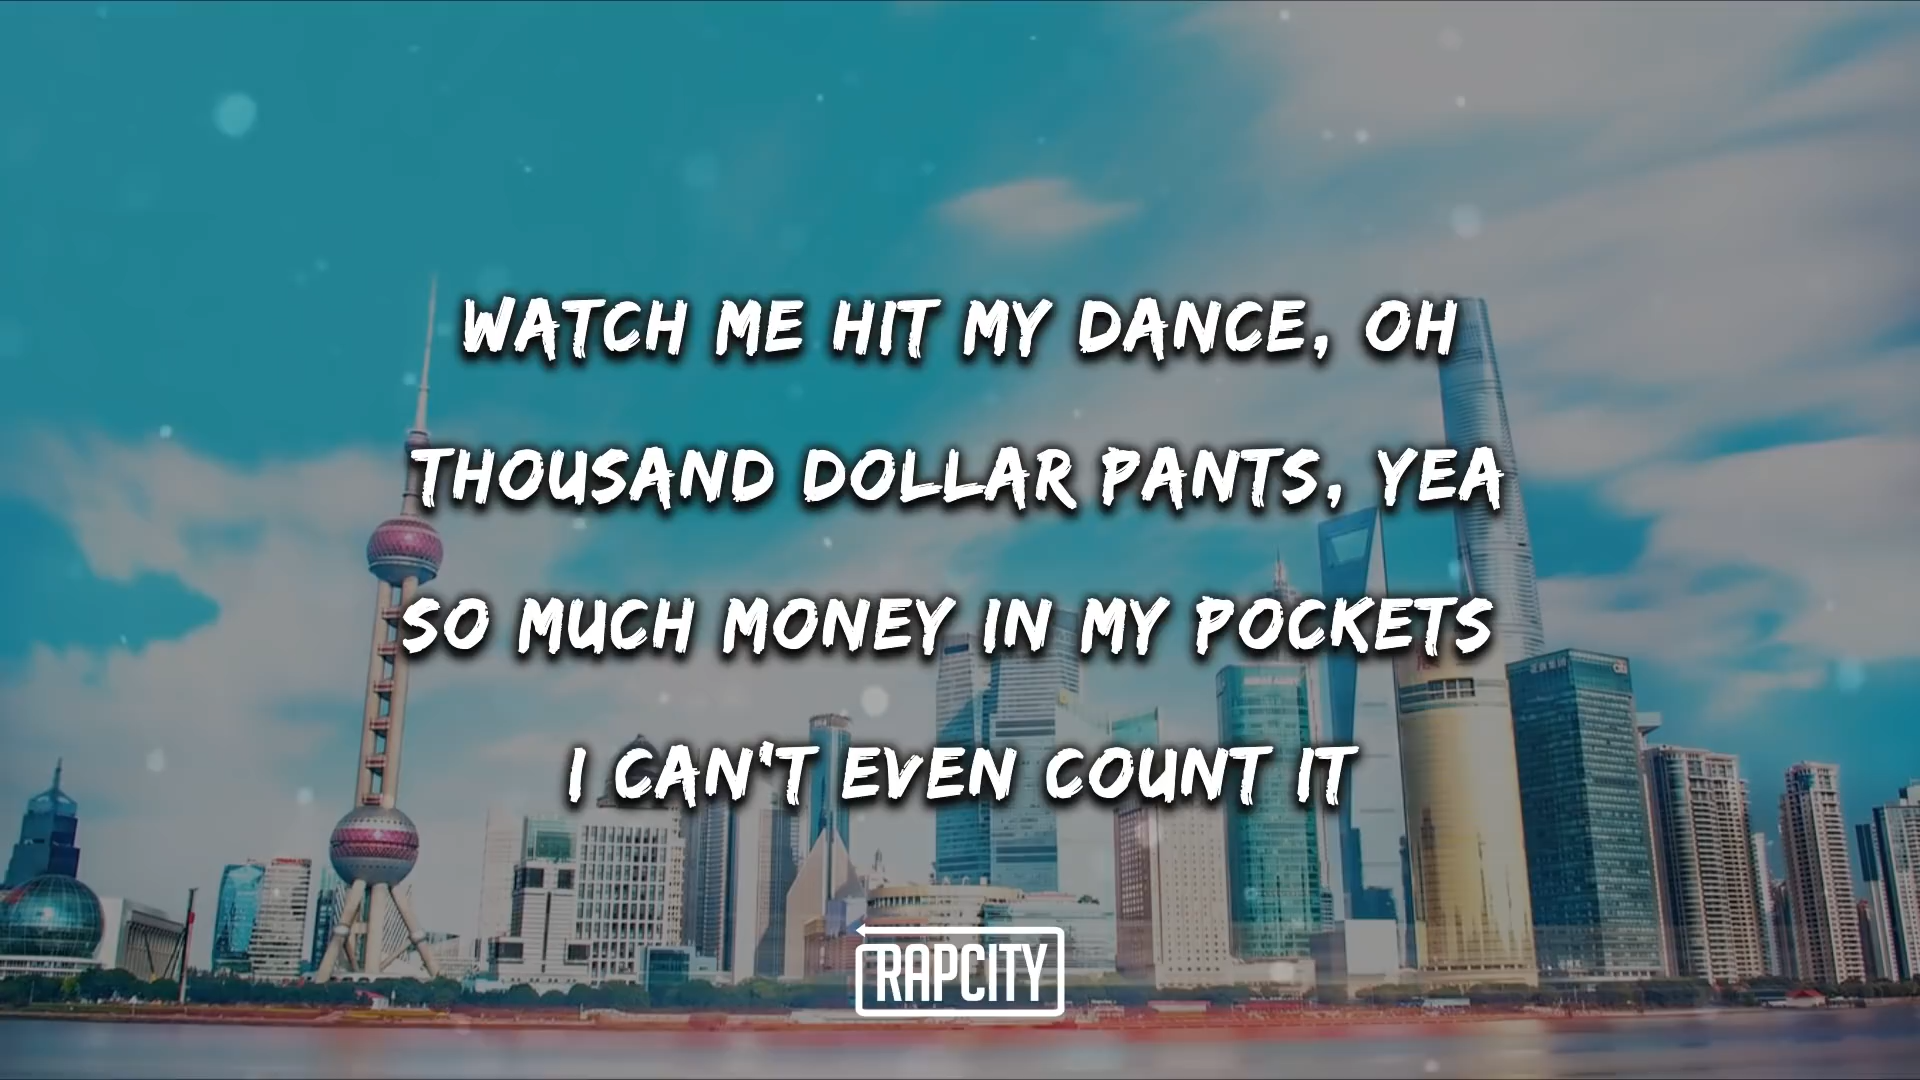 WATCH ME HIT MY DANCE, OH
THOUSAND DOLLAR PANTS, YEA
SO MUCH MONEY IN MY POCKETS
I CAN'T EVEN COUNT IT
RAPCITY